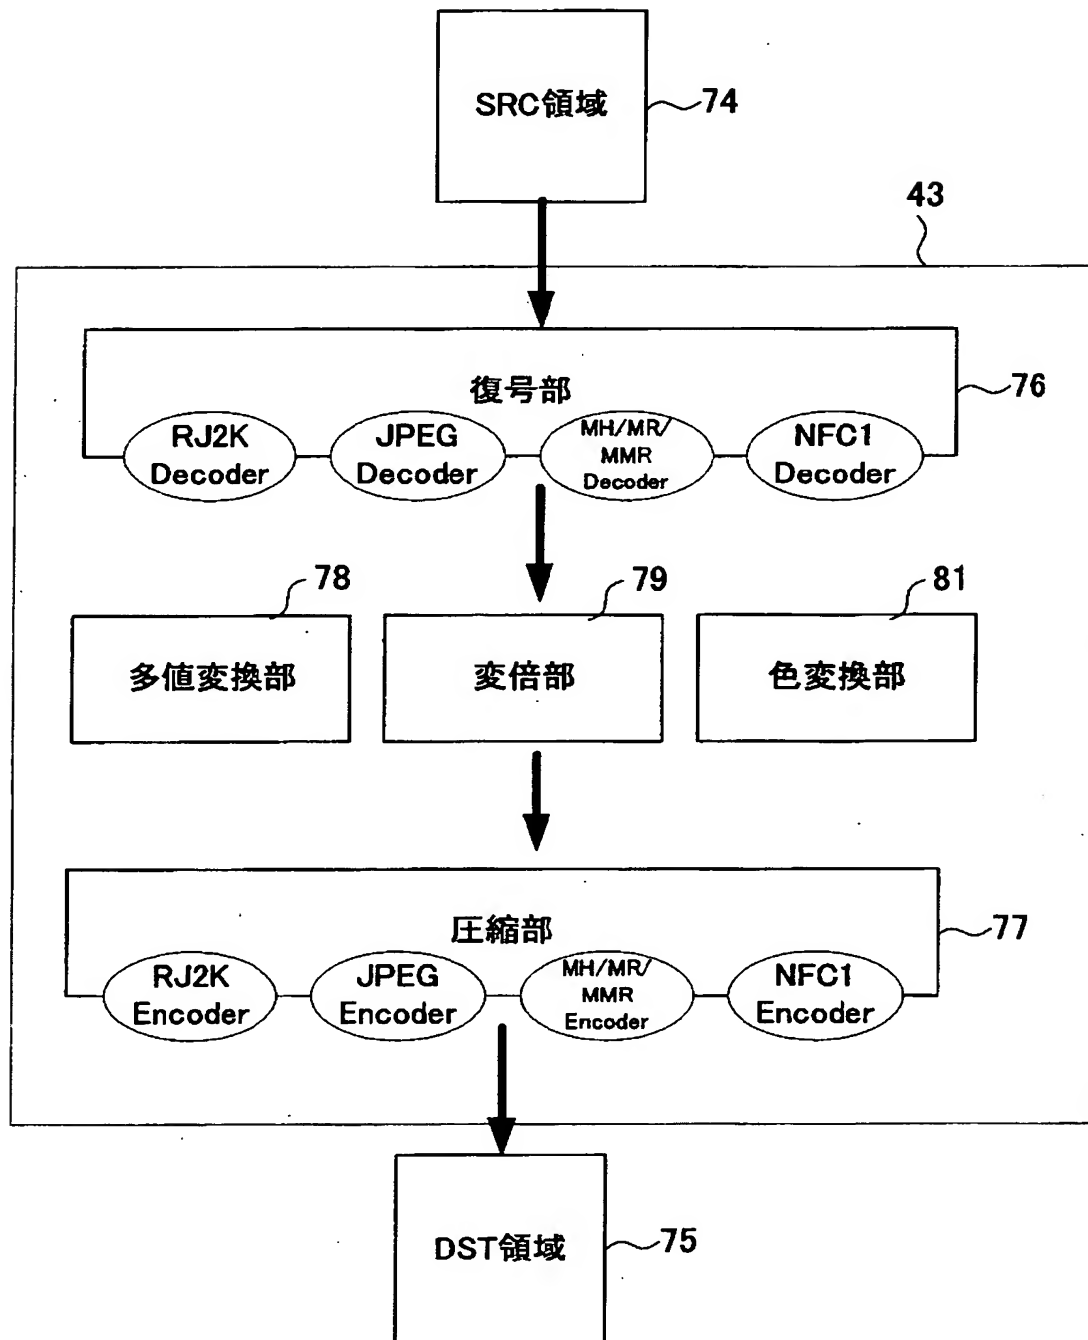 SRC領域
74
43
復号部
76
RJ2K
Decoder
JPEG
Decoder
MH/MR/
MMR
Decoder
NFC1
Decoder
78
79
81
多値変換部
変倍部
色変換部
圧縮部
77
RJ2K
Encoder
JPEG
Encoder
MH/MR/
MMR
Encoder
NFC1
Encoder
DST領域
75